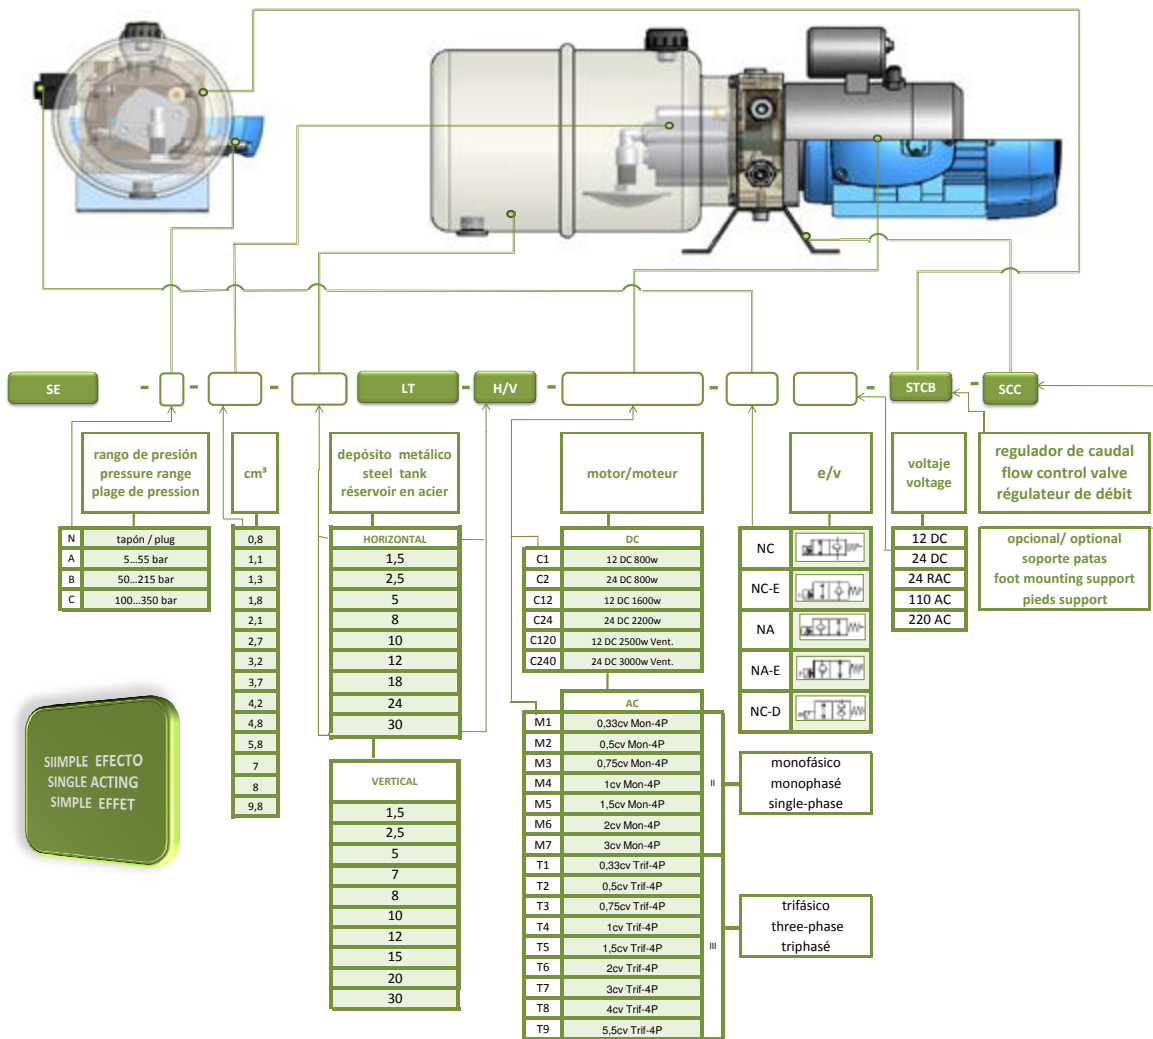 SE - - - LT - H/V - - - STCB - SCC
rango de presión
pressure range
plage de pression
N tapón / plug
A 5...55 bar
B 50...215 bar
C 100...350 bar
cm³
0,8
1,1
1,3
1,8
2,1
2,7
3,2
3,7
4,2
4,8
5,8
7
8
9,8
depósito metálico
steel tank
réservoir en acier
HORIZONTAL
1,5
2,5
5
8
10
12
18
24
30
VERTICAL
1,5
2,5
5
7
8
10
12
15
20
30
motor/moteur
DC
C1 12 DC 800w
C2 24 DC 800w
C12 12 DC 1600w
C24 24 DC 2200w
C120 12 DC 2500w Vent.
C240 24 DC 3000w Vent.
AC
M1 0,33cv Mon-4P
M2 0,5cv Mon-4P
M3 0,75cv Mon-4P
M4 1cv Mon-4P
M5 1,5cv Mon-4P
M6 2cv Mon-4P
M7 3cv Mon-4P
T1 0,33cv Trif-4P
T2 0,5cv Trif-4P
T3 0,75cv Trif-4P
T4 1cv Trif-4P
T5 1,5cv Trif-4P
T6 2cv Trif-4P
T7 3cv Trif-4P
T8 4cv Trif-4P
T9 5,5cv Trif-4P
II
III
monofásico
monophasé
single-phase
trifásico
three-phase
triphasé
e/v
NC
NC-E
NA
NA-E
NC-D
voltaje
voltage
12 DC
24 DC
24 RAC
110 AC
220 AC
regulador de caudal
flow control valve
régulateur de débit
opcional/ optional
soporte patas
foot mounting support
pieds support
SIIMPLE EFECTO
SINGLE ACTING
SIMPLE EFFET